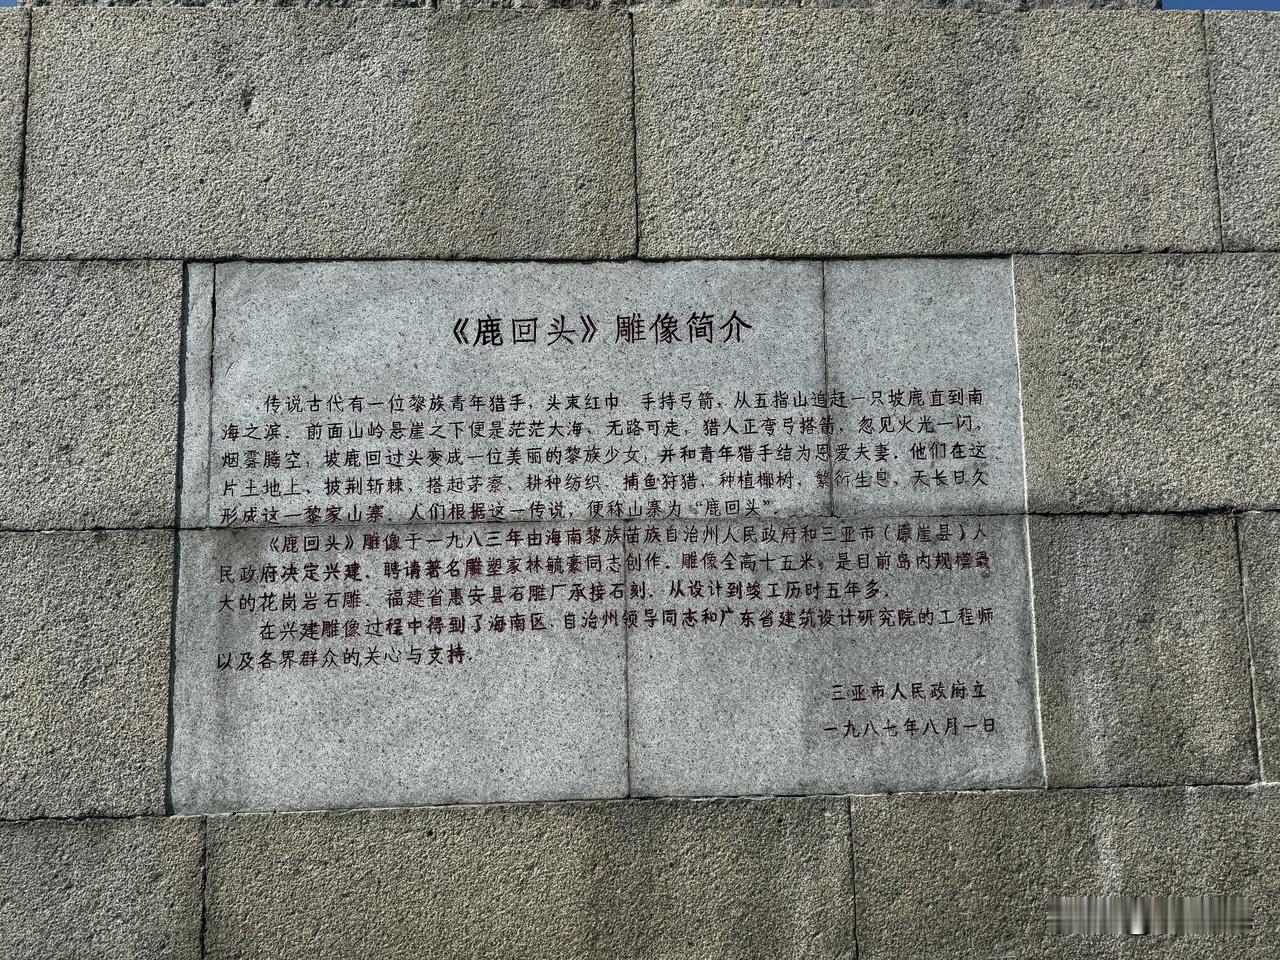 《鹿回头》雕像简介
传说古代有一位黎族青年猎手，头束红巾 手持弓箭，从五指山追赶一只坡鹿直到南
海之滨．前面山岭悬崖之下便是茫茫大海、无路可走，猎人正弯弓搭箭，忽见火光一闪，
烟雾腾空，坡鹿回过头变成一位美丽的黎族少女，并和青年猎手结为恩爱夫妻．他们在这
片土地上，披荆斩棘、搭起茅寮、耕种纺织、捕鱼狩猎、种植椰树、繁衍生息，天长日久
形成这一黎家山寨．人们根据这一传说，便称山寨为“鹿回头”．
《鹿回头》雕像于一九八三年由海南黎族苗族自治州人民政府和三亚市（原崖县）人
民政府决定兴建．聘请著名雕塑家林毓豪同志创作．雕像全高十五米，是目前岛内规模最
大的花岗岩石雕．福建省惠安县石雕厂承接石刻．从设计到竣工历时五年多．
在兴建雕像过程中得到了海南区、自治州领导同志和广东省建筑设计研究院的工程师
以及各界群众的关心与支持．
三亚市人民政府立
一九八七年八月一日